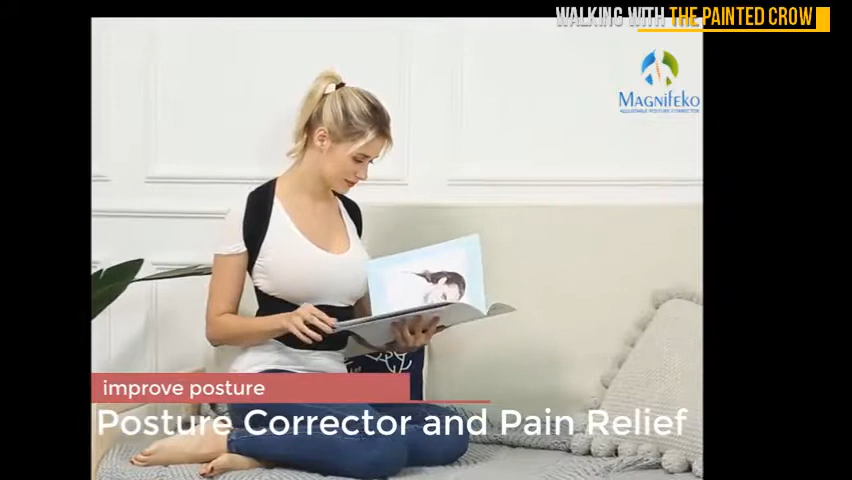 WALKING WITH THE PAINTED CROW
MAGNIFEKO
ADJUSTABLE POSTURE CORRECTOR
improve posture
Posture Corrector and Pain Relief